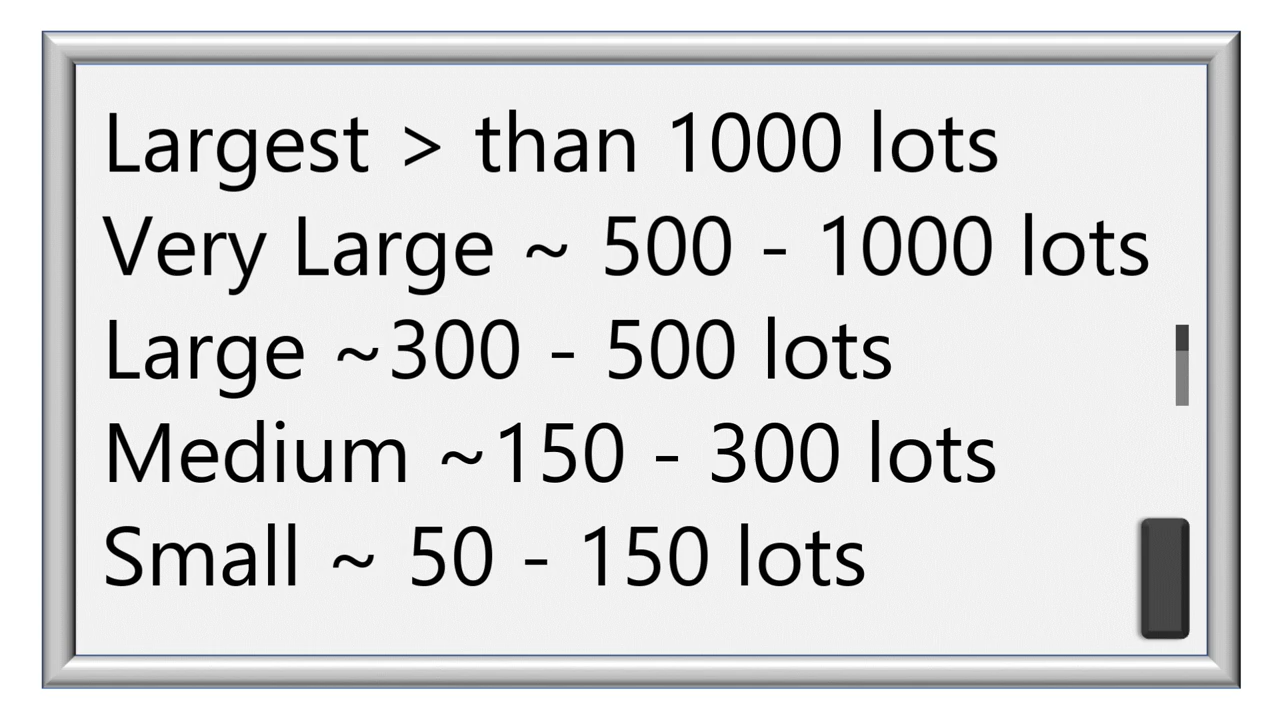 Largest > than 1000 lots
Very Large ~ 500 - 1000 lots
Large ~300 - 500 lots
Medium ~150 - 300 lots
Small ~ 50 - 150 lots